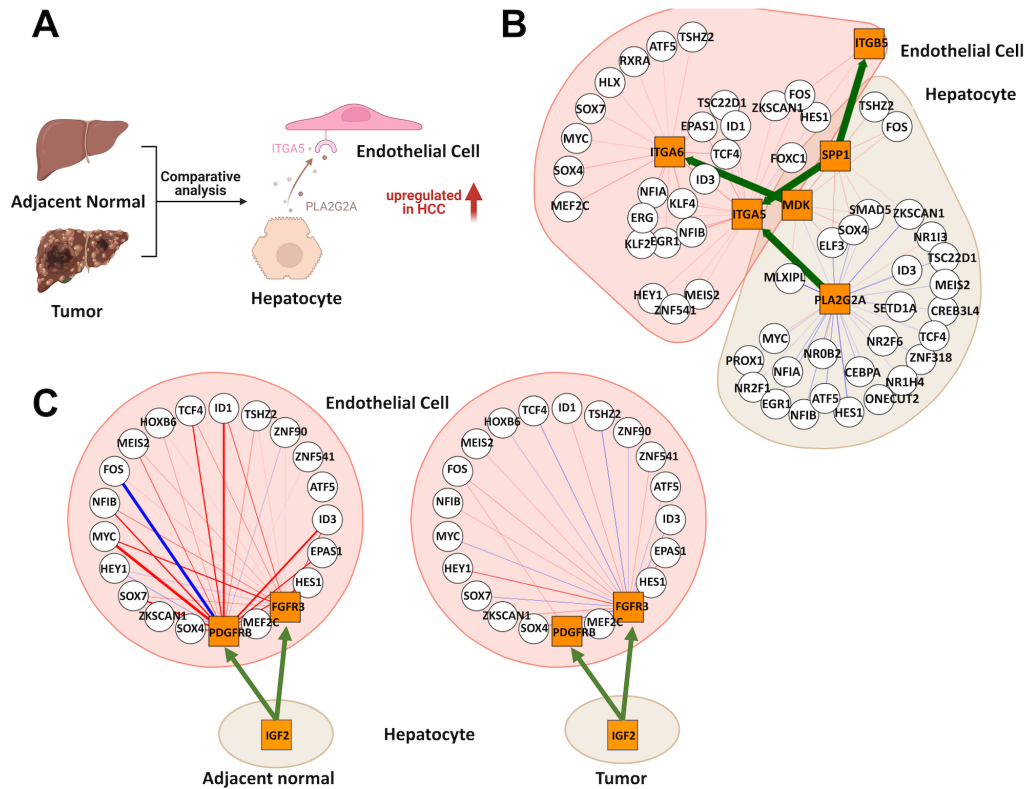 A
Adjacent Normal
Tumor
Comparative
analysis
ITGA5
PLA2G2A
Endothelial Cell
upregulated
in HCC
Hepatocyte
B
Endothelial Cell
Hepatocyte
ITGB5
TSHZ2
ATF5
RXRA
HLX
SOX7
MYC
SOX4
MEF2C
ITGA6
TSC22D1
EPAS1
ID1
TCF4
ID3
ZKSCAN1
FOS
HES1
FOXC1
SPP1
TSHZ2
FOS
NFIA
KLF4
ERG
NFIB
KLF2
EGR1
ITGA5
MDK
HEY1
MEIS2
ZNF541
SMAD5
ZKSCAN1
SOX4
ELF3
NR1I3
TSC22D1
MLXIPL
ID3
MEIS2
PLA2G2A
SETD1A
CREB3L4
MYC
NR2F6
TCF4
PROX1
NR0B2
ZNF318
NFIA
CEBPA
NR1H4
NR2F1
EGR1
ATF5
ONECUT2
NFIB
HES1
C
Endothelial Cell
TCF4
ID1
TSHZ2
HOXB6
ZNF90
MEIS2
ZNF541
FOS
ATF5
NFIB
ID3
MYC
EPAS1
HEY1
HES1
SOX7
FGFR3
ZKSCAN1
MEF2C
SOX4
PDGFRB
IGF2
Adjacent normal
Hepatocyte
TCF4
ID1
TSHZ2
HOXB6
ZNF90
MEIS2
ZNF541
FOS
ATF5
NFIB
ID3
MYC
EPAS1
HEY1
HES1
SOX7
FGFR3
ZKSCAN1
MEF2C
SOX4
PDGFRB
IGF2
Tumor